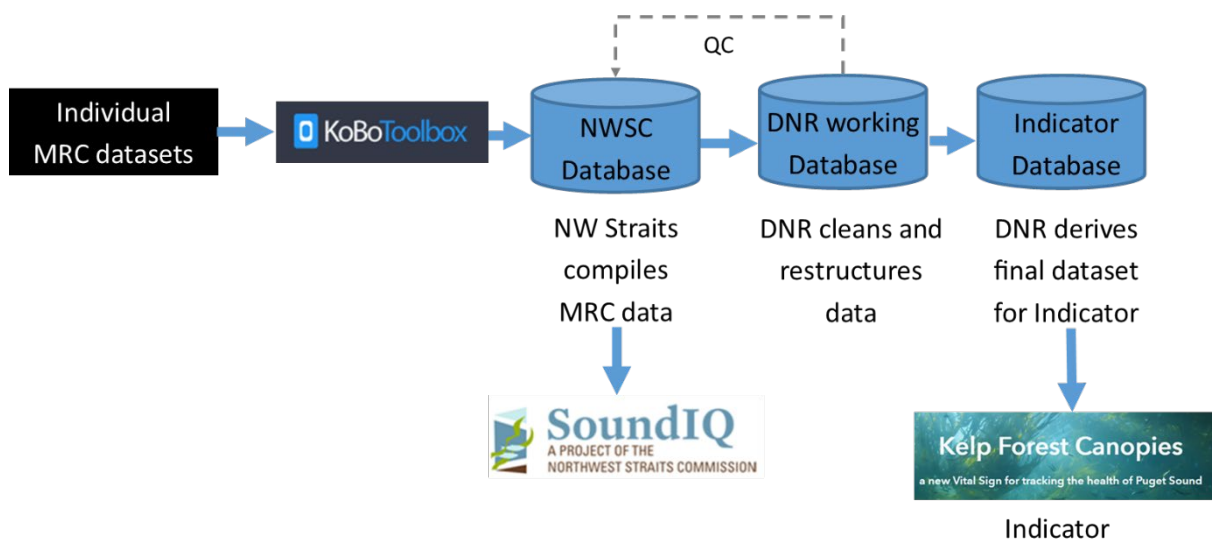 QC
Individual
MRC datasets
KoBoToolbox
NWSC
Database
DNR working
Database
Indicator
Database
NW Straits
compiles
MRC data
DNR cleans and
restructures
data
DNR derives
final dataset
for Indicator
SoundIQ
A PROJECT OF THE
NORTHWEST STRAITS COMMISSION
Kelp Forest Canopies
a new Vital Sign for tracking the health of Puget Sound
Indicator